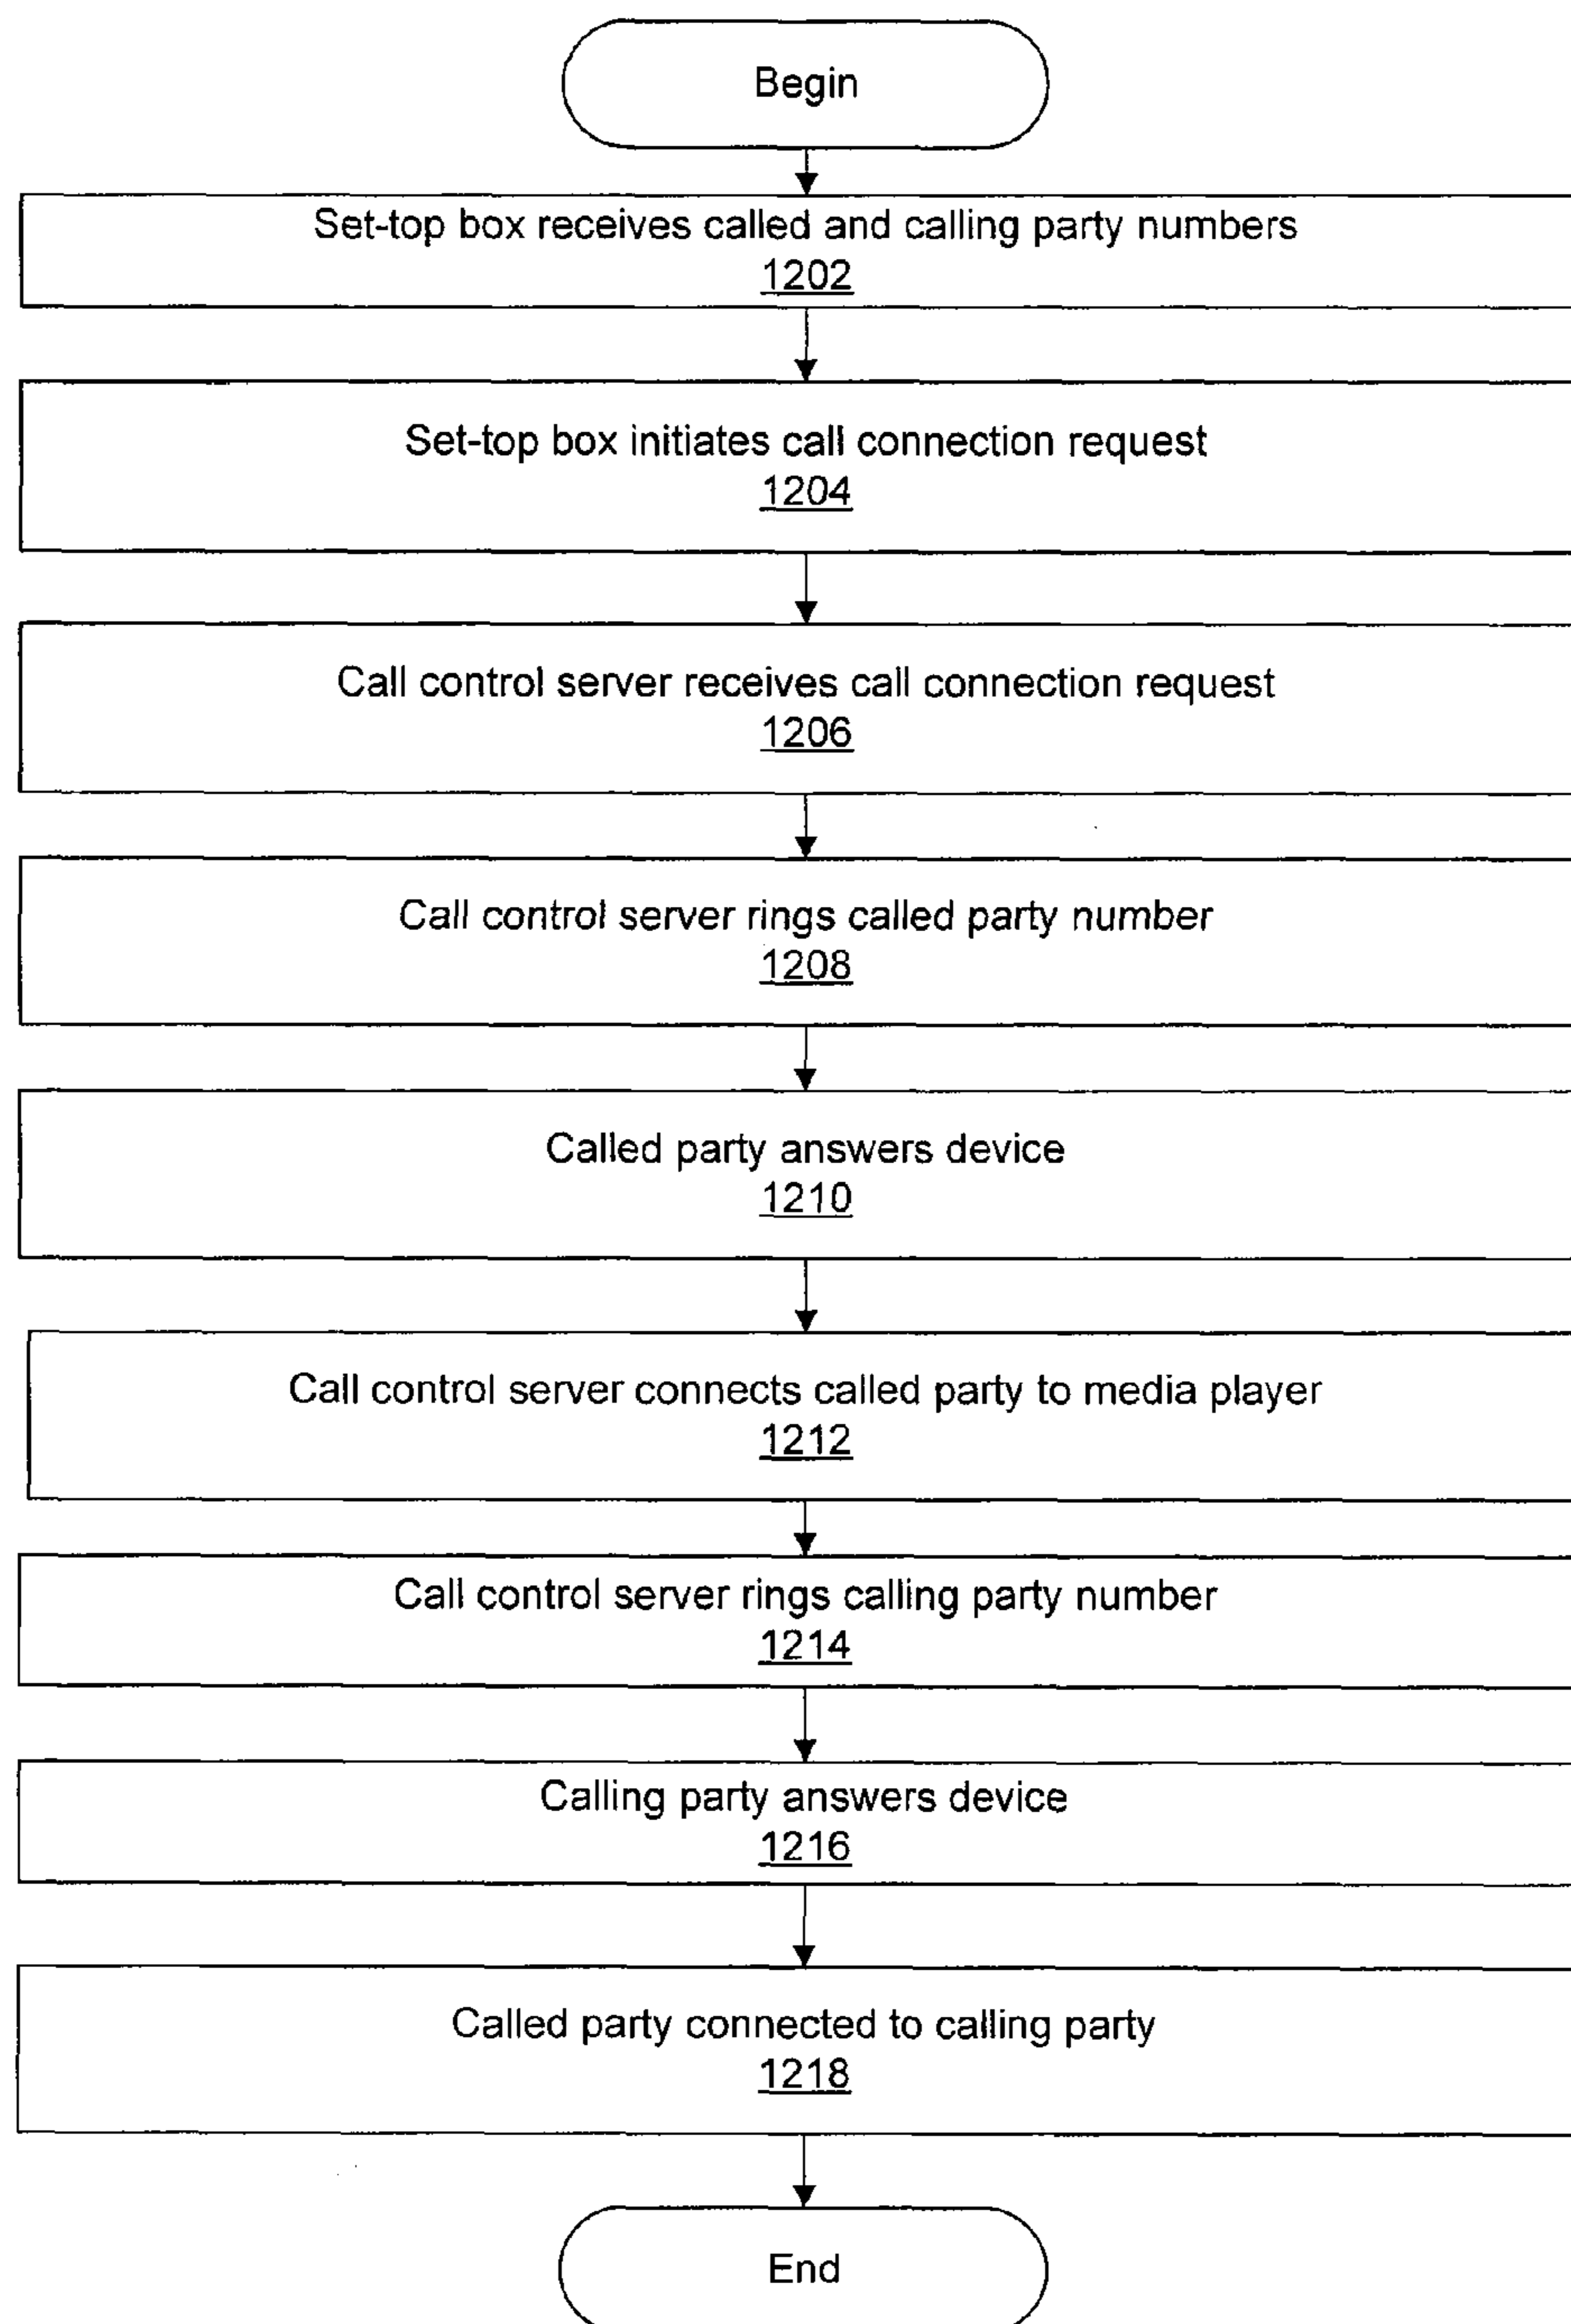 Begin
Set-top box receives called and calling party numbers
1202
Set-top box initiates call connection request
1204
Call control server receives call connection request
1206
Call control server rings called party number
1208
Called party answers device
1210
Call control server connects called party to media player
1212
Call control server rings calling party number
1214
Calling party answers device
1216
Called party connected to calling party
1218
End